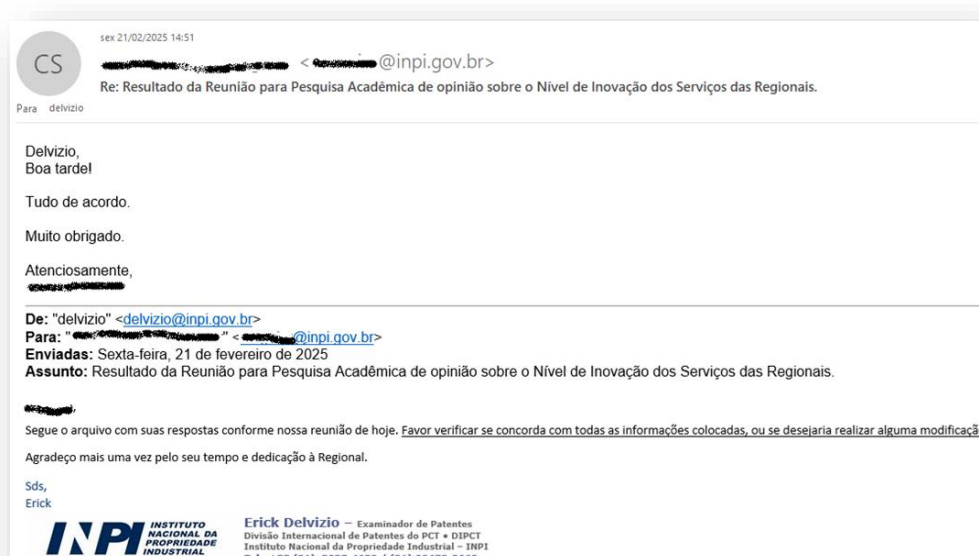 sex 21/02/2025 14:51
CS
< @inpi.gov.br>
Re: Resultado da Reunião para Pesquisa Acadêmica de opinião sobre o Nível de Inovação dos Serviços das Regionais.
Para delvizio
Delvizio,
Boa tarde!
Tudo de acordo.
Muito obrigado.
Atenciosamente,
De: "delvizio" <delvizio@inpi.gov.br>
Para: " " < @inpi.gov.br>
Enviadas: Sexta-feira, 21 de fevereiro de 2025
Assunto: Resultado da Reunião para Pesquisa Acadêmica de opinião sobre o Nível de Inovação dos Serviços das Regionais.
Segue o arquivo com suas respostas conforme nossa reunião de hoje. Favor verificar se concorda com todas as informações colocadas, ou se desejaria realizar alguma modificaçã
Agradeço mais uma vez pelo seu tempo e dedicação à Regional.
Sds,
Erick
INPI INSTITUTO NACIONAL DA PROPRIEDADE INDUSTRIAL
Erick Delvizio – Examinador de Patentes
Divisão Internacional de Patentes do PCT • DIPCT
Instituto Nacional da Propriedade Industrial – INPI